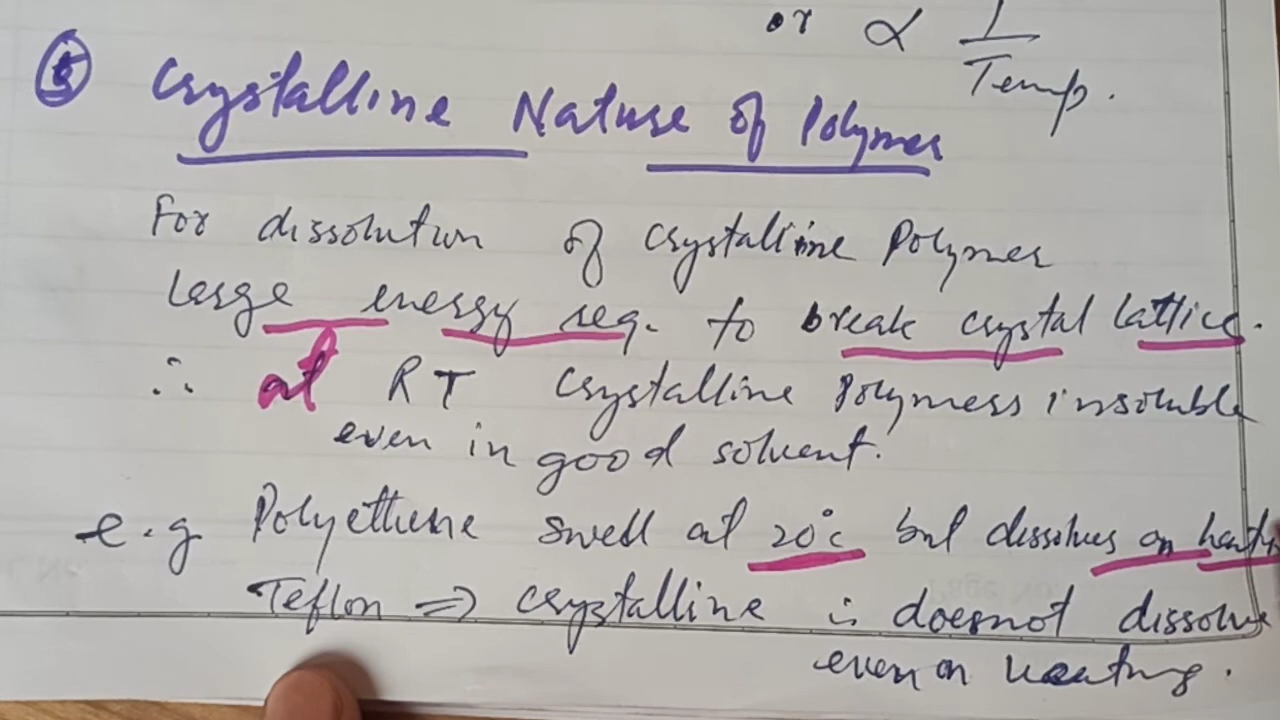 or ∝ 1/Temp.
⑤ Crystalline Nature of Polymer
For dissolution of crystalline Polymer
large energy req. to break crystal lattice.
∴ at RT crystalline Polymers insoluble
even in good solvent.
e.g Polyethene swell at 20°c but dissolves on heatin
Teflon ⇒ crystalline is doesnot dissolve
even on heating.